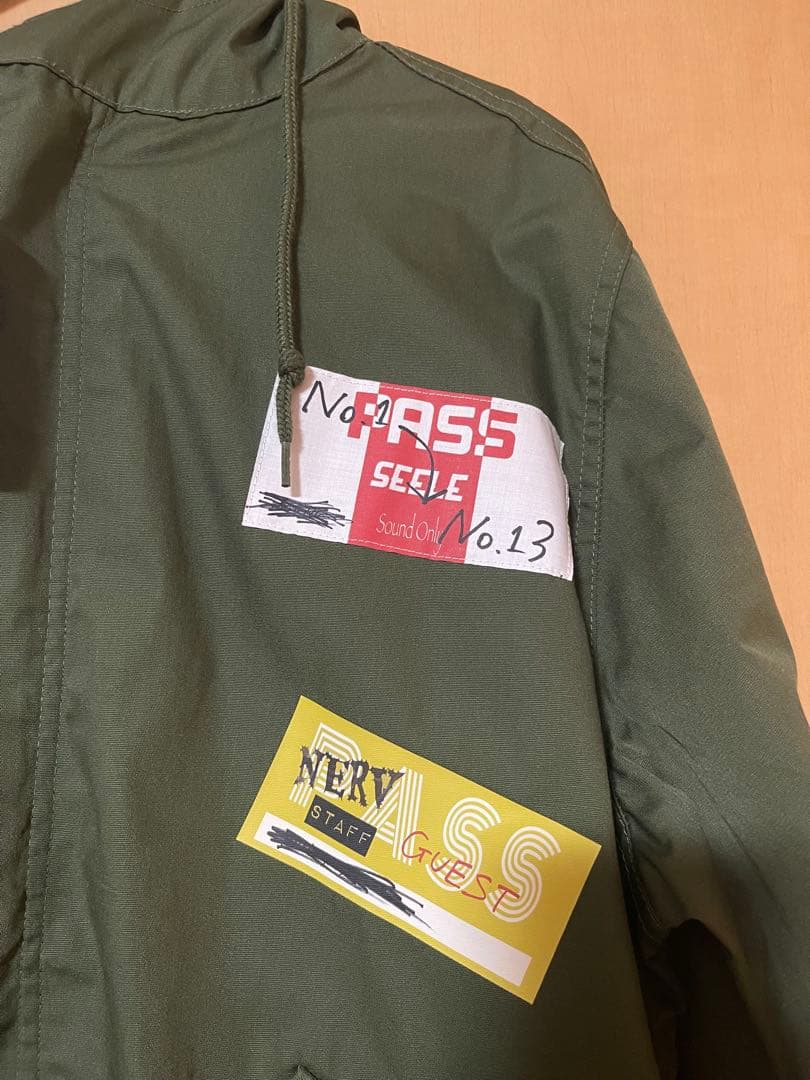 No.1
PASS
SEELE
Sound Only
No.13
PASS
NERV
STAFF
GUEST